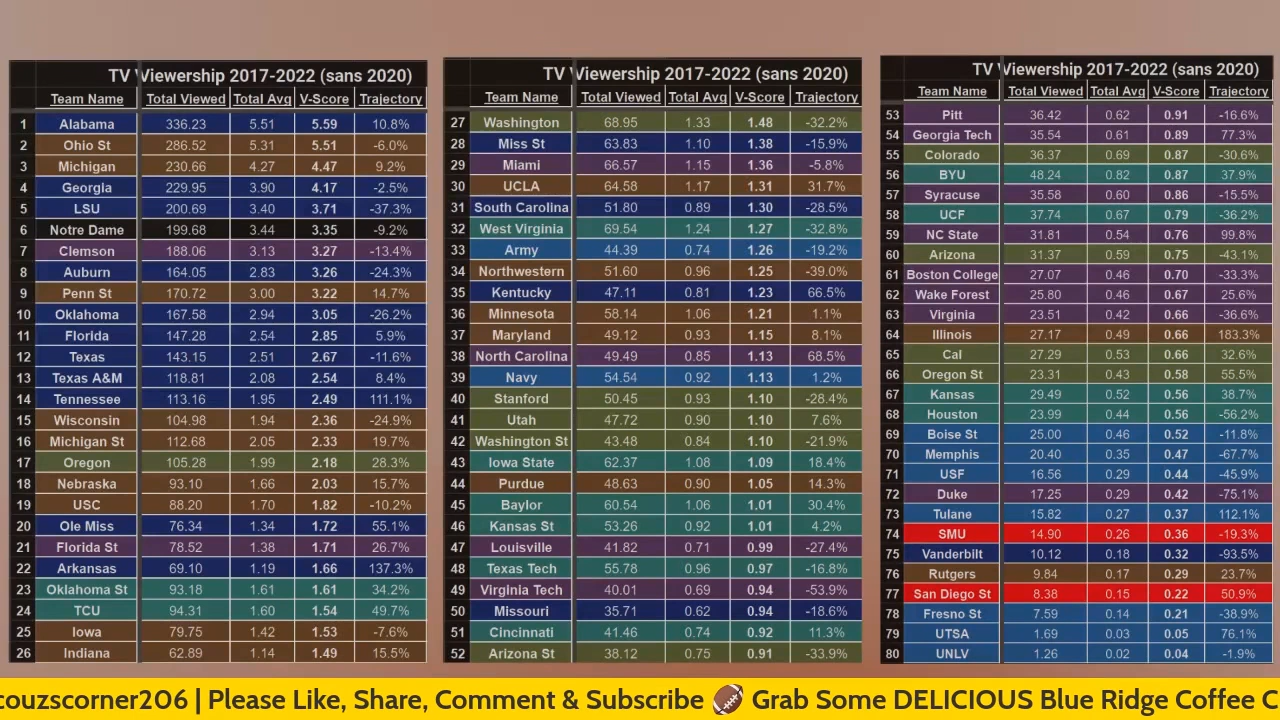 TV Viewership 2017-2022 (sans 2020)
Team Name Total Viewed Total Avg V-Score Trajectory
1 Alabama 336.23 5.51 5.59 10.8%
2 Ohio St 286.52 5.31 5.51 -6.0%
3 Michigan 230.66 4.27 4.47 9.2%
4 Georgia 229.95 3.90 4.17 -2.5%
5 LSU 200.69 3.40 3.71 -37.3%
6 Notre Dame 199.68 3.44 3.35 -9.2%
7 Clemson 188.06 3.13 3.27 -13.4%
8 Auburn 164.05 2.83 3.26 -24.3%
9 Penn St 170.72 3.00 3.22 14.7%
10 Oklahoma 167.58 2.94 3.05 -26.2%
11 Florida 147.28 2.54 2.85 5.9%
12 Texas 143.15 2.51 2.67 -11.6%
13 Texas A&M 118.81 2.08 2.54 8.4%
14 Tennessee 113.16 1.95 2.49 111.1%
15 Wisconsin 104.98 1.94 2.36 -24.9%
16 Michigan St 112.68 2.05 2.33 19.7%
17 Oregon 105.28 1.99 2.18 28.3%
18 Nebraska 93.10 1.66 2.03 15.7%
19 USC 88.20 1.70 1.82 -10.2%
20 Ole Miss 76.34 1.34 1.72 55.1%
21 Florida St 78.52 1.38 1.71 26.7%
22 Arkansas 69.10 1.19 1.66 137.3%
23 Oklahoma St 93.18 1.61 1.61 34.2%
24 TCU 94.31 1.60 1.54 49.7%
25 Iowa 79.75 1.42 1.53 -7.6%
26 Indiana 62.89 1.14 1.49 15.5%
TV Viewership 2017-2022 (sans 2020)
Team Name Total Viewed Total Avg V-Score Trajectory
27 Washington 68.95 1.33 1.48 -32.2%
28 Miss St 63.83 1.10 1.38 -15.9%
29 Miami 66.57 1.15 1.36 -5.8%
30 UCLA 64.58 1.17 1.31 31.7%
31 South Carolina 51.80 0.89 1.30 -28.5%
32 West Virginia 69.54 1.24 1.27 -32.8%
33 Army 44.39 0.74 1.26 -19.2%
34 Northwestern 51.60 0.96 1.25 -39.0%
35 Kentucky 47.11 0.81 1.23 66.5%
36 Minnesota 58.14 1.06 1.21 1.1%
37 Maryland 49.12 0.93 1.15 8.1%
38 North Carolina 49.49 0.85 1.13 68.5%
39 Navy 54.54 0.92 1.13 1.2%
40 Stanford 50.45 0.93 1.10 -28.4%
41 Utah 47.72 0.90 1.10 7.6%
42 Washington St 43.48 0.84 1.10 -21.9%
43 Iowa State 62.37 1.08 1.09 18.4%
44 Purdue 48.63 0.90 1.05 14.3%
45 Baylor 60.54 1.06 1.01 30.4%
46 Kansas St 53.26 0.92 1.01 4.2%
47 Louisville 41.82 0.71 0.99 -27.4%
48 Texas Tech 55.78 0.96 0.97 -16.8%
49 Virginia Tech 40.01 0.69 0.94 -53.9%
50 Missouri 35.71 0.62 0.94 -18.6%
51 Cincinnati 41.46 0.74 0.92 11.3%
52 Arizona St 38.12 0.75 0.91 -33.9%
TV Viewership 2017-2022 (sans 2020)
Team Name Total Viewed Total Avg V-Score Trajectory
53 Pitt 36.42 0.62 0.91 -16.6%
54 Georgia Tech 35.54 0.61 0.89 77.3%
55 Colorado 36.37 0.69 0.87 -30.6%
56 BYU 48.24 0.82 0.87 37.9%
57 Syracuse 35.58 0.60 0.86 -15.5%
58 UCF 37.74 0.67 0.79 -36.2%
59 NC State 31.81 0.54 0.76 99.8%
60 Arizona 31.37 0.59 0.75 -43.1%
61 Boston College 27.07 0.46 0.70 -33.3%
62 Wake Forest 25.80 0.46 0.67 25.6%
63 Virginia 23.51 0.42 0.66 -36.6%
64 Illinois 27.17 0.49 0.66 183.3%
65 Cal 27.29 0.53 0.66 32.6%
66 Oregon St 23.31 0.43 0.58 55.5%
67 Kansas 29.49 0.52 0.56 38.7%
68 Houston 23.99 0.44 0.56 -56.2%
69 Boise St 25.00 0.46 0.52 -11.8%
70 Memphis 20.40 0.35 0.47 -67.7%
71 USF 16.56 0.29 0.44 -45.9%
72 Duke 17.25 0.29 0.42 -75.1%
73 Tulane 15.82 0.27 0.37 112.1%
74 SMU 14.90 0.26 0.36 -19.3%
75 Vanderbilt 10.12 0.18 0.32 -93.5%
76 Rutgers 9.84 0.17 0.29 23.7%
77 San Diego St 8.38 0.15 0.22 50.9%
78 Fresno St 7.59 0.14 0.21 -38.9%
79 UTSA 1.69 0.03 0.05 76.1%
80 UNLV 1.26 0.02 0.04 -1.9%
couzscorner206 | Please Like, Share, Comment & Subscribe 🏈 Grab Some DELICIOUS Blue Ridge Coffee C